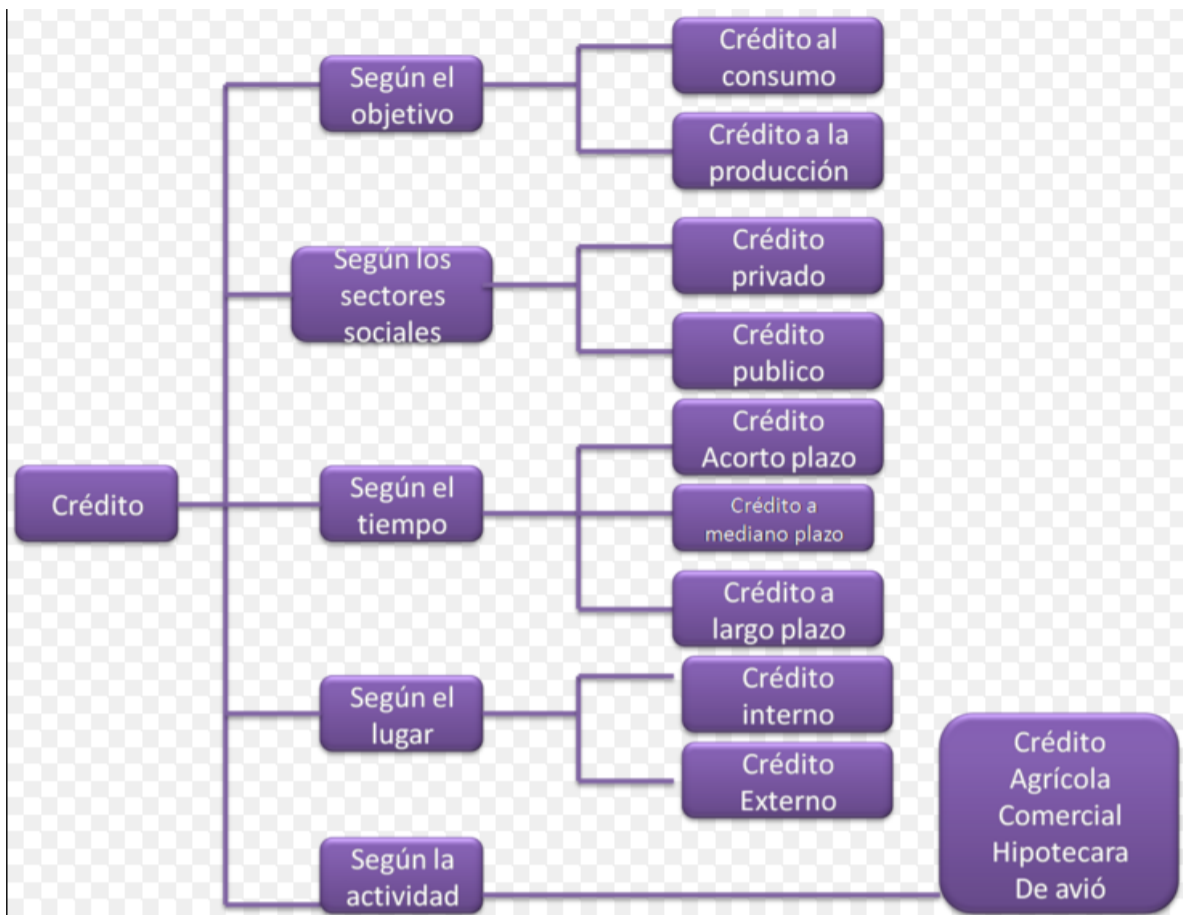 Crédito
Según el
objetivo
Crédito al
consumo
Crédito a la
producción
Según los
sectores
sociales
Crédito
privado
Crédito
publico
Según el
tiempo
Crédito
Acorto plazo
Crédito a
mediano plazo
Crédito a
largo plazo
Según el
lugar
Crédito
interno
Crédito
Externo
Según la
actividad
Crédito
Agrícola
Comercial
Hipotecara
De avió